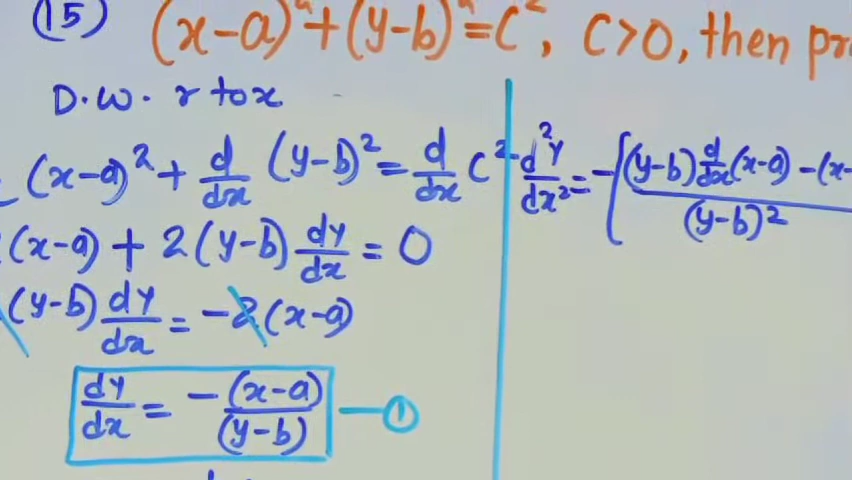 (15) (x-a)² + (y-b)² = c², c>0, then
D.W. r to x
(x-a)² + d/dx (y-b)² = d/dx c²
(x-a) + 2(y-b) dy/dx = 0
(y-b) dy/dx = -2(x-a)
dy/dx = -(x-a)/(y-b) — ①
d²y/dx² = -[(y-b) d/dx (x-a) - (x-
(y-b)²